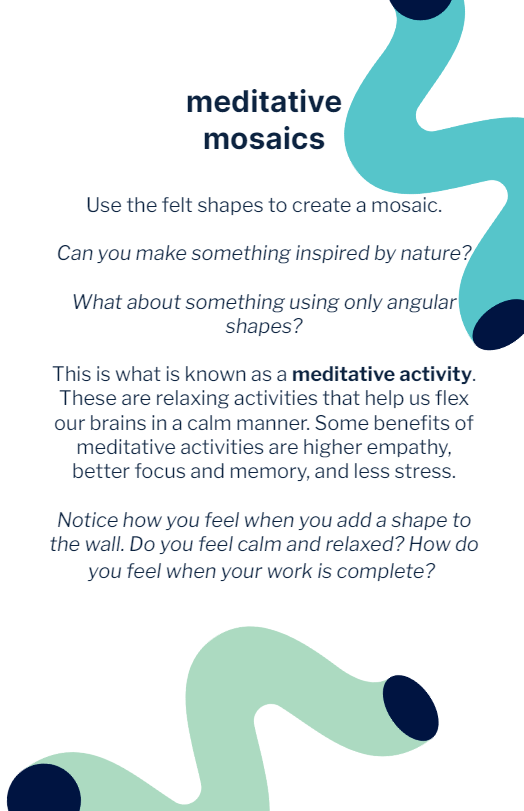 meditative
mosaics
Use the felt shapes to create a mosaic.
Can you make something inspired by nature?
What about something using only angular
shapes?
This is what is known as a meditative activity.
These are relaxing activities that help us flex
our brains in a calm manner. Some benefits of
meditative activities are higher empathy,
better focus and memory, and less stress.
Notice how you feel when you add a shape to
the wall. Do you feel calm and relaxed? How do
you feel when your work is complete?